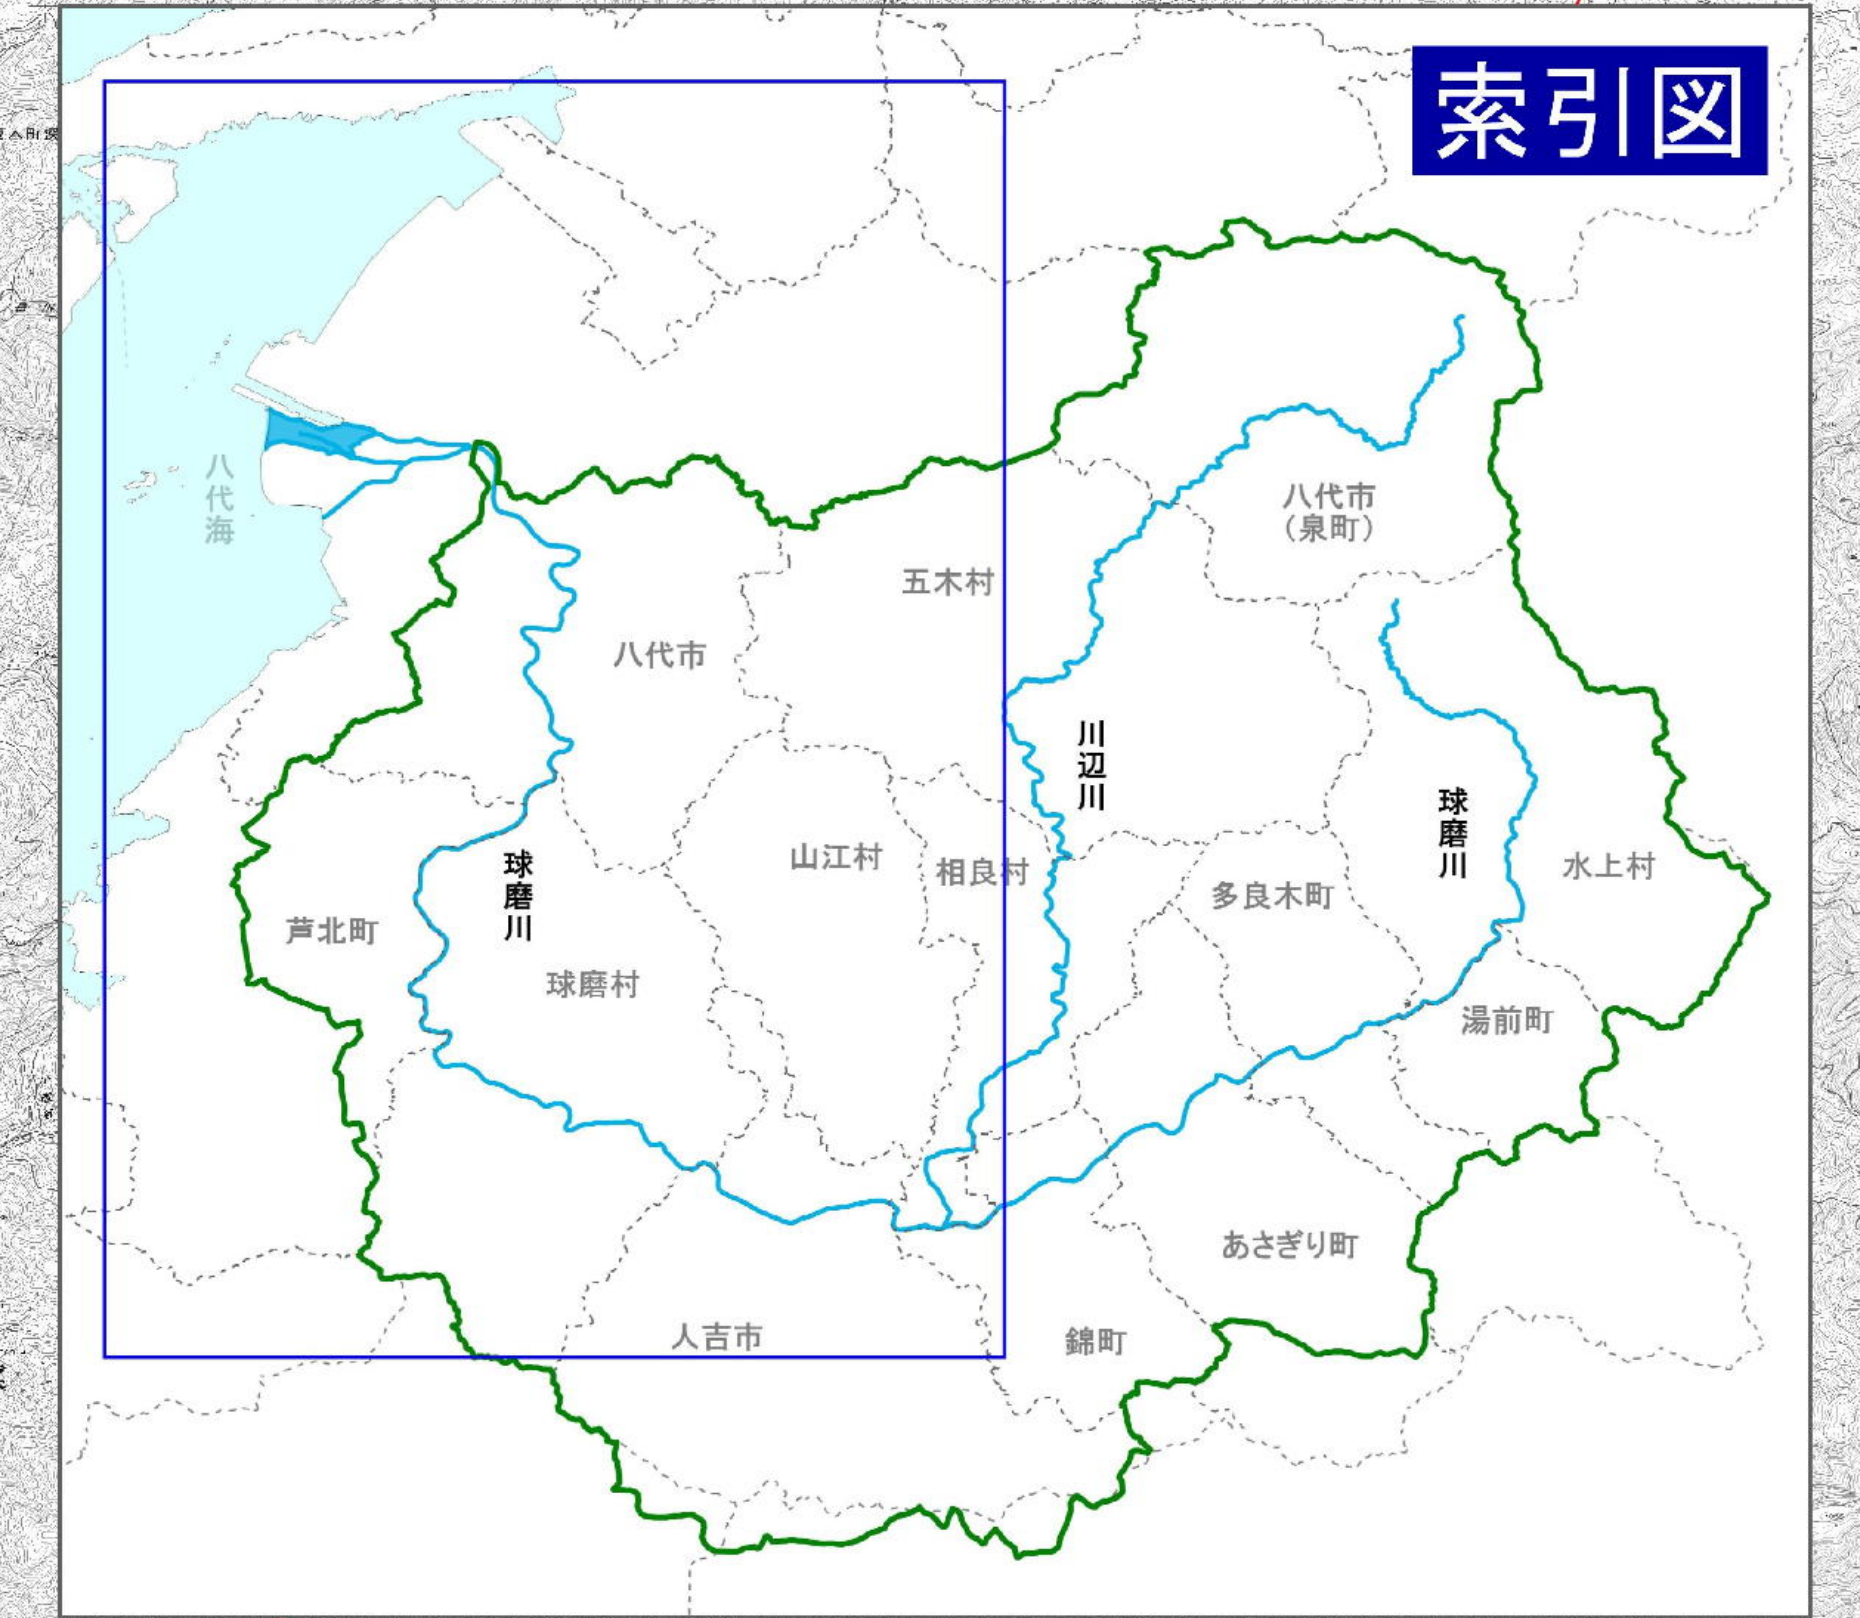 索引図
八代海
八代市
（泉町）
五木村
八代市
川辺川
球磨川
山江村
相良村
水上村
多良木町
球磨川
芦北町
球磨村
湯前町
あさぎり町
人吉市
錦町